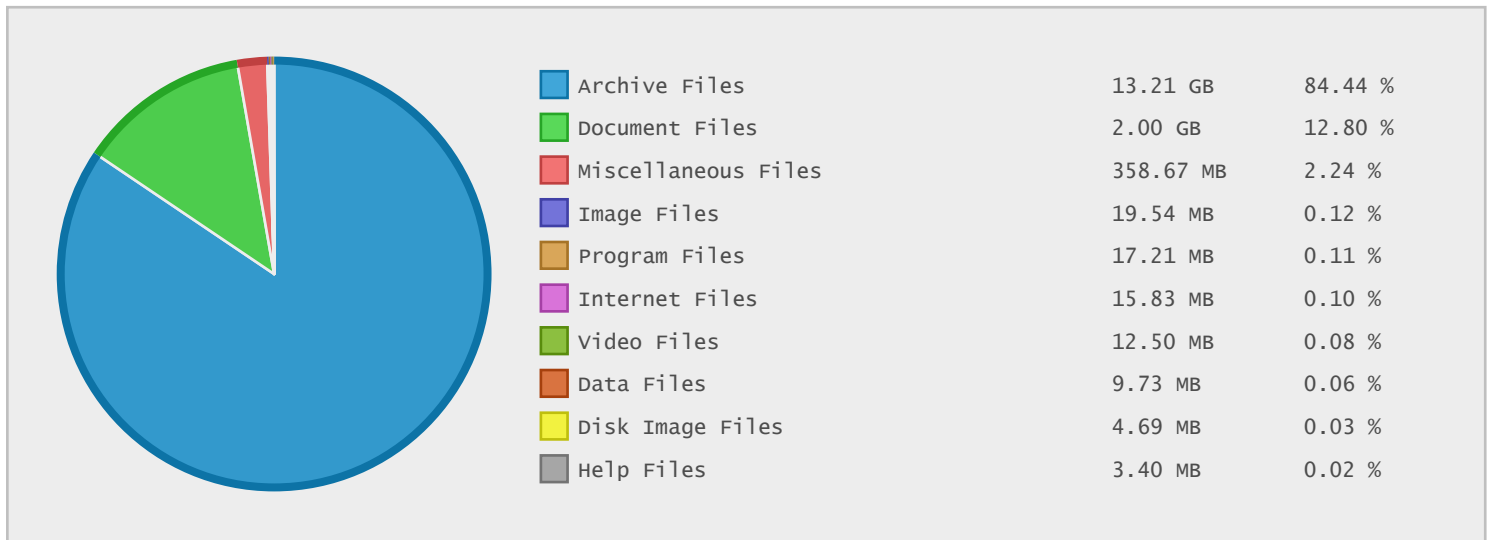 Archive Files 13.21 GB 84.44 %
Document Files 2.00 GB 12.80 %
Miscellaneous Files 358.67 MB 2.24 %
Image Files 19.54 MB 0.12 %
Program Files 17.21 MB 0.11 %
Internet Files 15.83 MB 0.10 %
Video Files 12.50 MB 0.08 %
Data Files 9.73 MB 0.06 %
Disk Image Files 4.69 MB 0.03 %
Help Files 3.40 MB 0.02 %